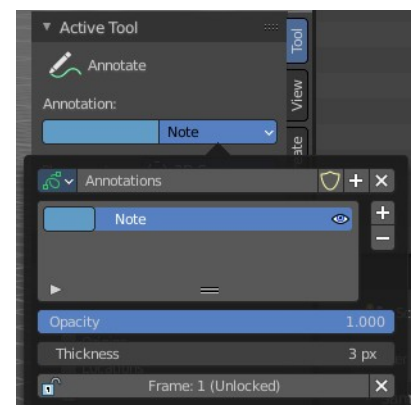 Active Tool
Tool
Annotate
View
Annotation:
Note
Annotations
Note
Opacity 1.000
Thickness 3 px
Frame: 1 (Unlocked)